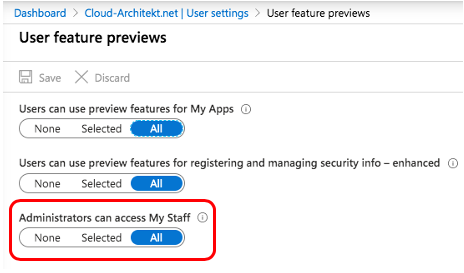 Dashboard > Cloud-Architekt.net | User settings > User feature previews
User feature previews
Save Discard
Users can use preview features for My Apps
None Selected All
Users can use preview features for registering and managing security info – enhanced
None Selected All
Administrators can access My Staff
None Selected All